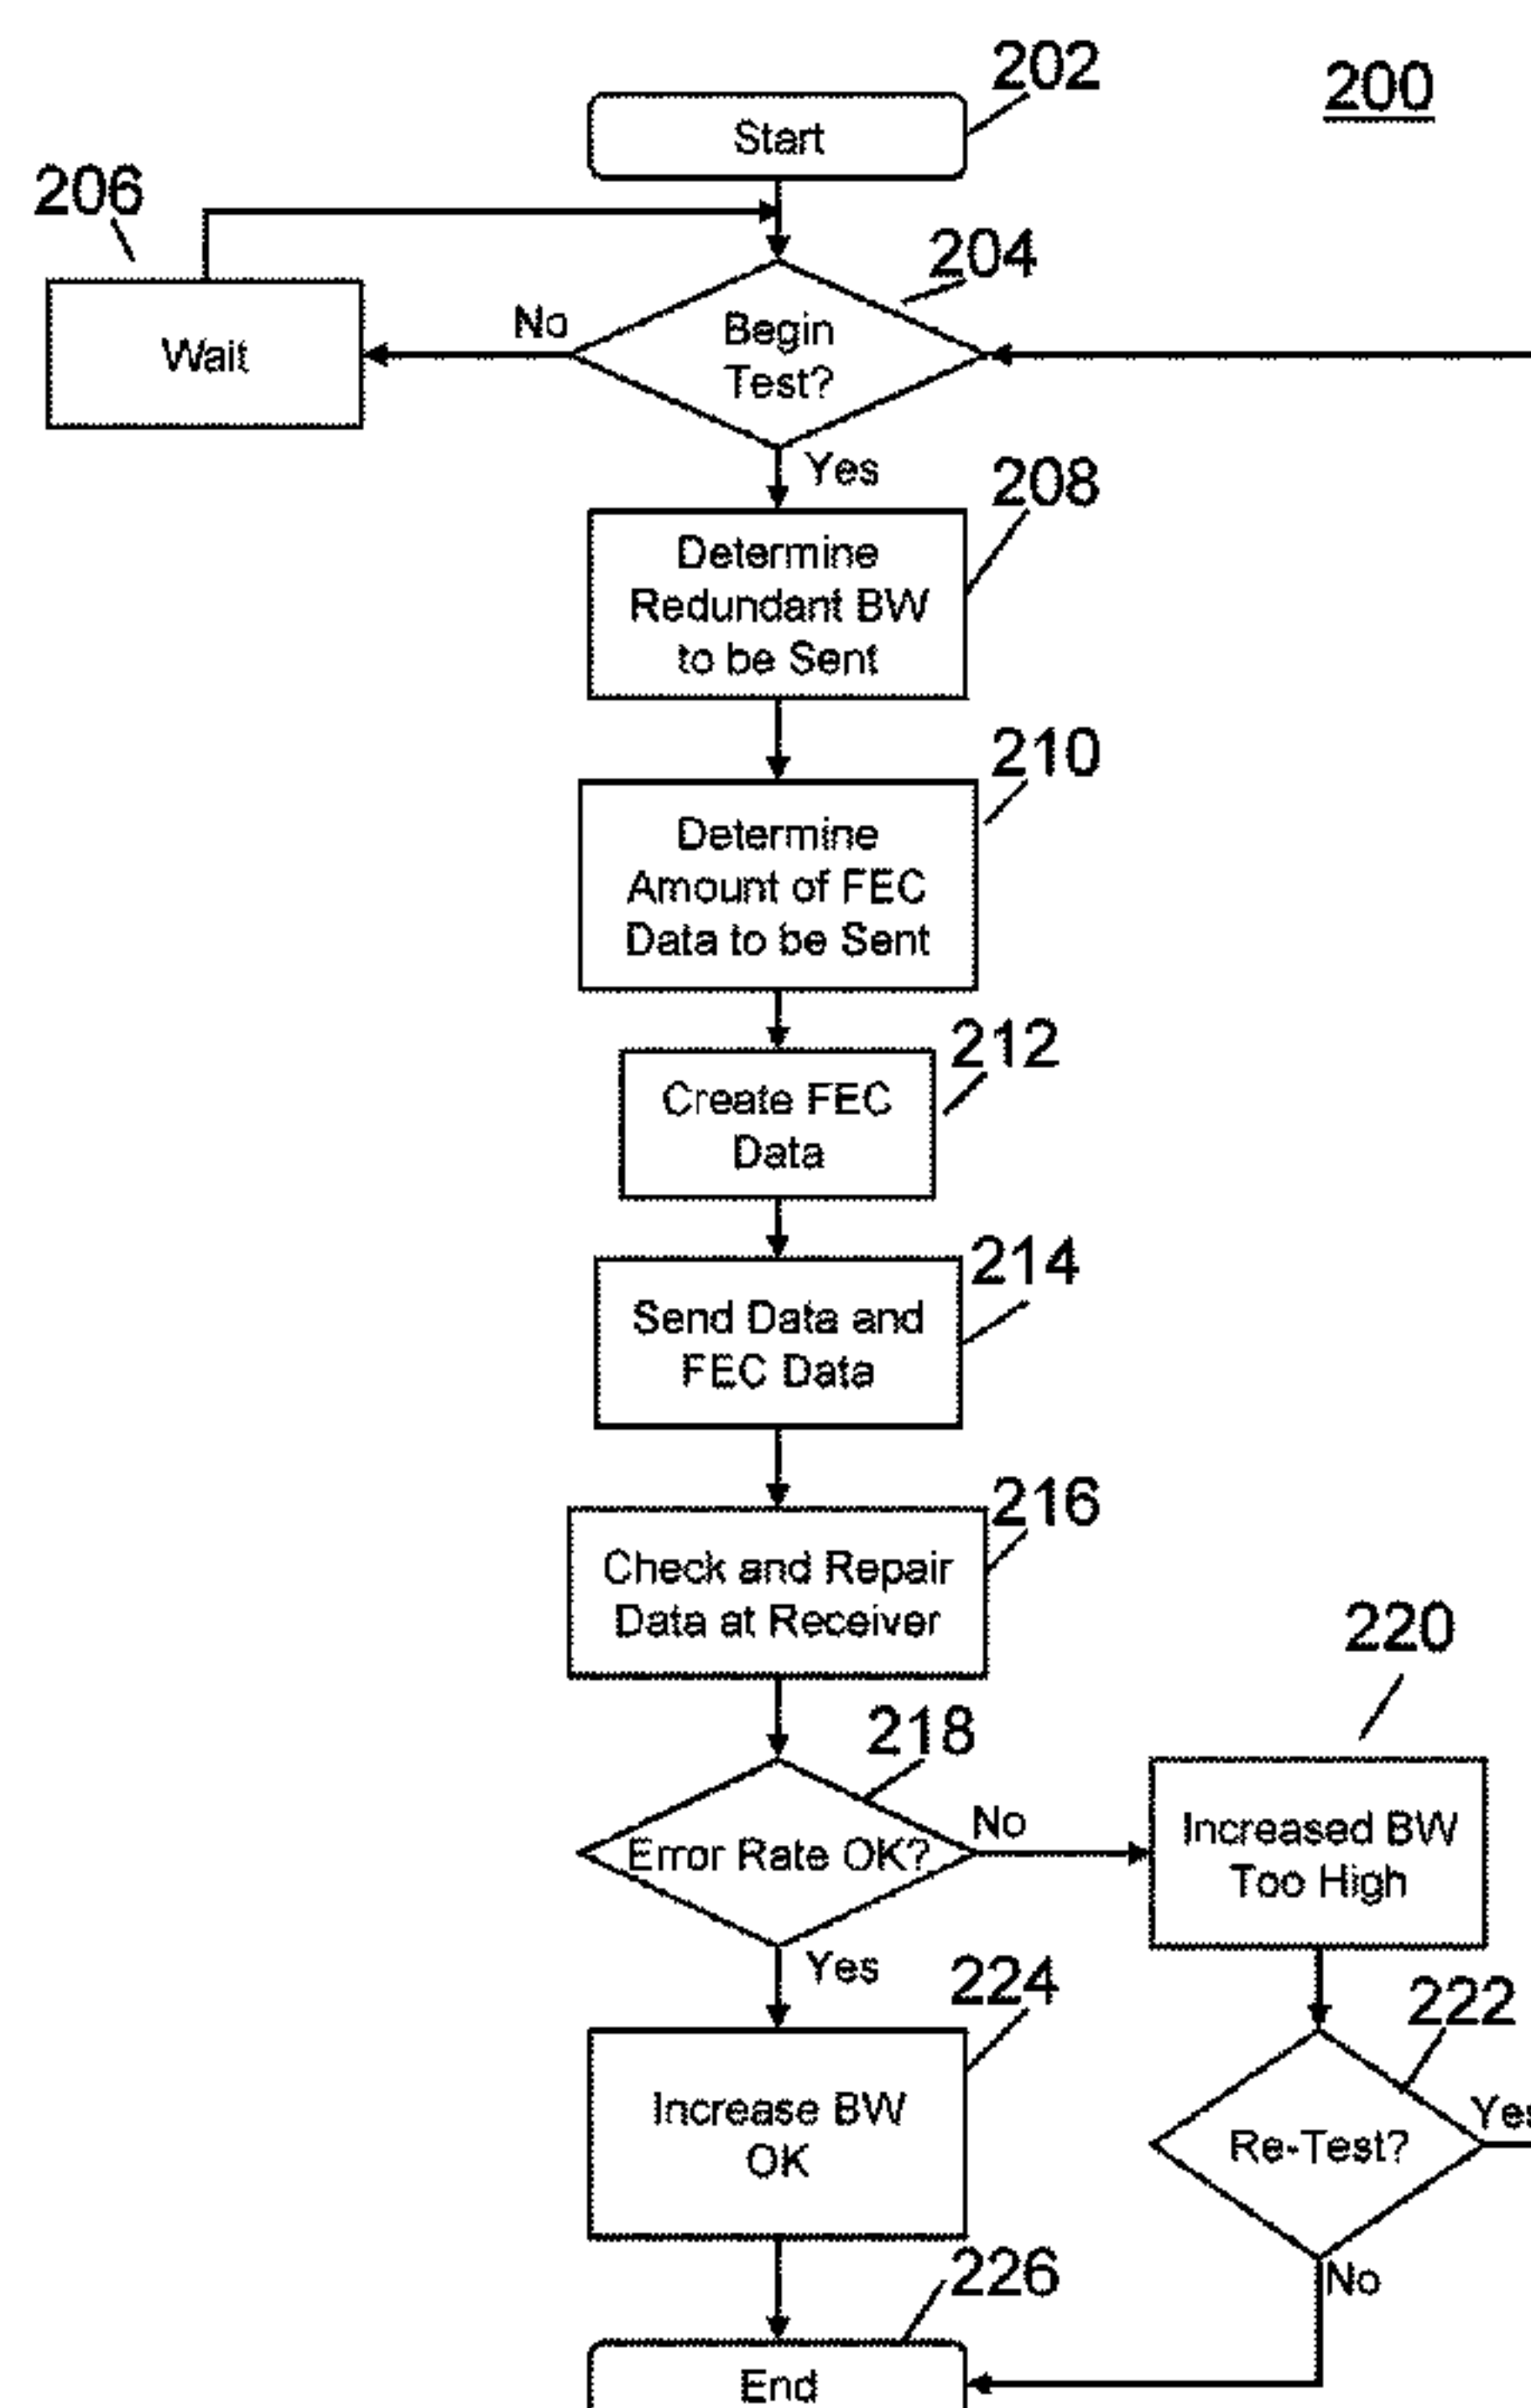 202
200
Start
206
204
Begin
Test?
No
Wait
Yes
208
Determine
Redundant BW
to be Sent
210
Determine
Amount of FEC
Data to be Sent
212
Create FEC
Data
214
Send Data and
FEC Data
216
Check and Repair
Data at Receiver
220
218
No
Error Rate OK?
Increased BW
Too High
Yes
224
222
Increase BW
OK
Yes
Re-Test?
226
No
End